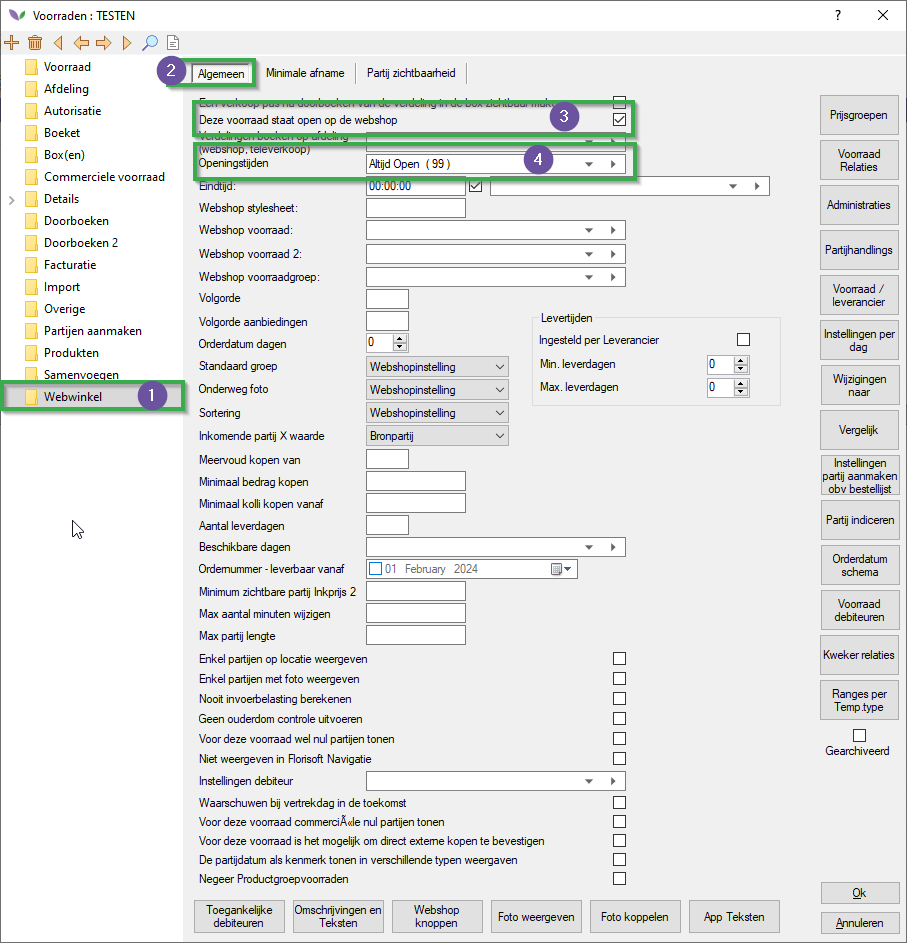 Voorraden : TESTEN
?
Voorraad
Afdeling
Autorisatie
Boeket
Box(en)
Commerciele voorraad
Details
Doorboeken
Doorboeken 2
Facturatie
Import
Overige
Partijen aanmaken
Produkten
Samenvoegen
Webwinkel
1
2
Algemeen
Minimale afname
Partij zichtbaarheid
Een verkoop pas na doorboeken van de verdeling in de box zichtbaar
Deze voorraad staat open op de webshop
3
Verdelingen boeken op afdeling
(webshop, televerkoop)
Openingstijden
Altijd Open ( 99 )
4
Eindtijd:
00:00:00
Webshop stylesheet:
Webshop voorraad:
Webshop voorraad 2:
Webshop voorraadgroep:
Volgorde
Volgorde aanbiedingen
Orderdatum dagen
0
Standaard groep
Webshopinstelling
Onderweg foto
Webshopinstelling
Sortering
Webshopinstelling
Inkomende partij X waarde
Bronpartij
Meervoud kopen van
Minimaal bedrag kopen
Minimaal kolli kopen vanaf
Aantal leverdagen
Beschikbare dagen
Ordernummer - leverbaar vanaf
01 February 2024
Minimum zichtbare partij Inkprijs 2
Max aantal minuten wijzigen
Max partij lengte
Levertijden
Ingesteld per Leverancier
Min. leverdagen
0
Max. leverdagen
0
Enkel partijen op locatie weergeven
Enkel partijen met foto weergeven
Nooit invoerbelasting berekenen
Geen ouderdom controle uitvoeren
Voor deze voorraad wel nul partijen tonen
Niet weergeven in Florisoft Navigatie
Instellingen debiteur
Waarschuwen bij vertrekdag in de toekomst
Voor deze voorraad commerciÃ«le nul partijen tonen
Voor deze voorraad is het mogelijk om direct externe kopen te bevestigen
De partijdatum als kenmerk tonen in verschillende typen weergaven
Negeer Productgroepvoorraden
Toegankelijke
debiteuren
Omschrijvingen en
Teksten
Webshop
knoppen
Foto weergeven
Foto koppelen
App Teksten
Prijsgroepen
Voorraad
Relaties
Administraties
Partijhandlings
Voorraad /
leverancier
Instellingen per
dag
Wijzigingen
naar
Vergelijk
Instellingen
partij aanmaken
obv bestellijst
Partij indiceren
Orderdatum
schema
Voorraad
debiteuren
Kweker relaties
Ranges per
Temp.type
Gearchiveerd
Ok
Annuleren